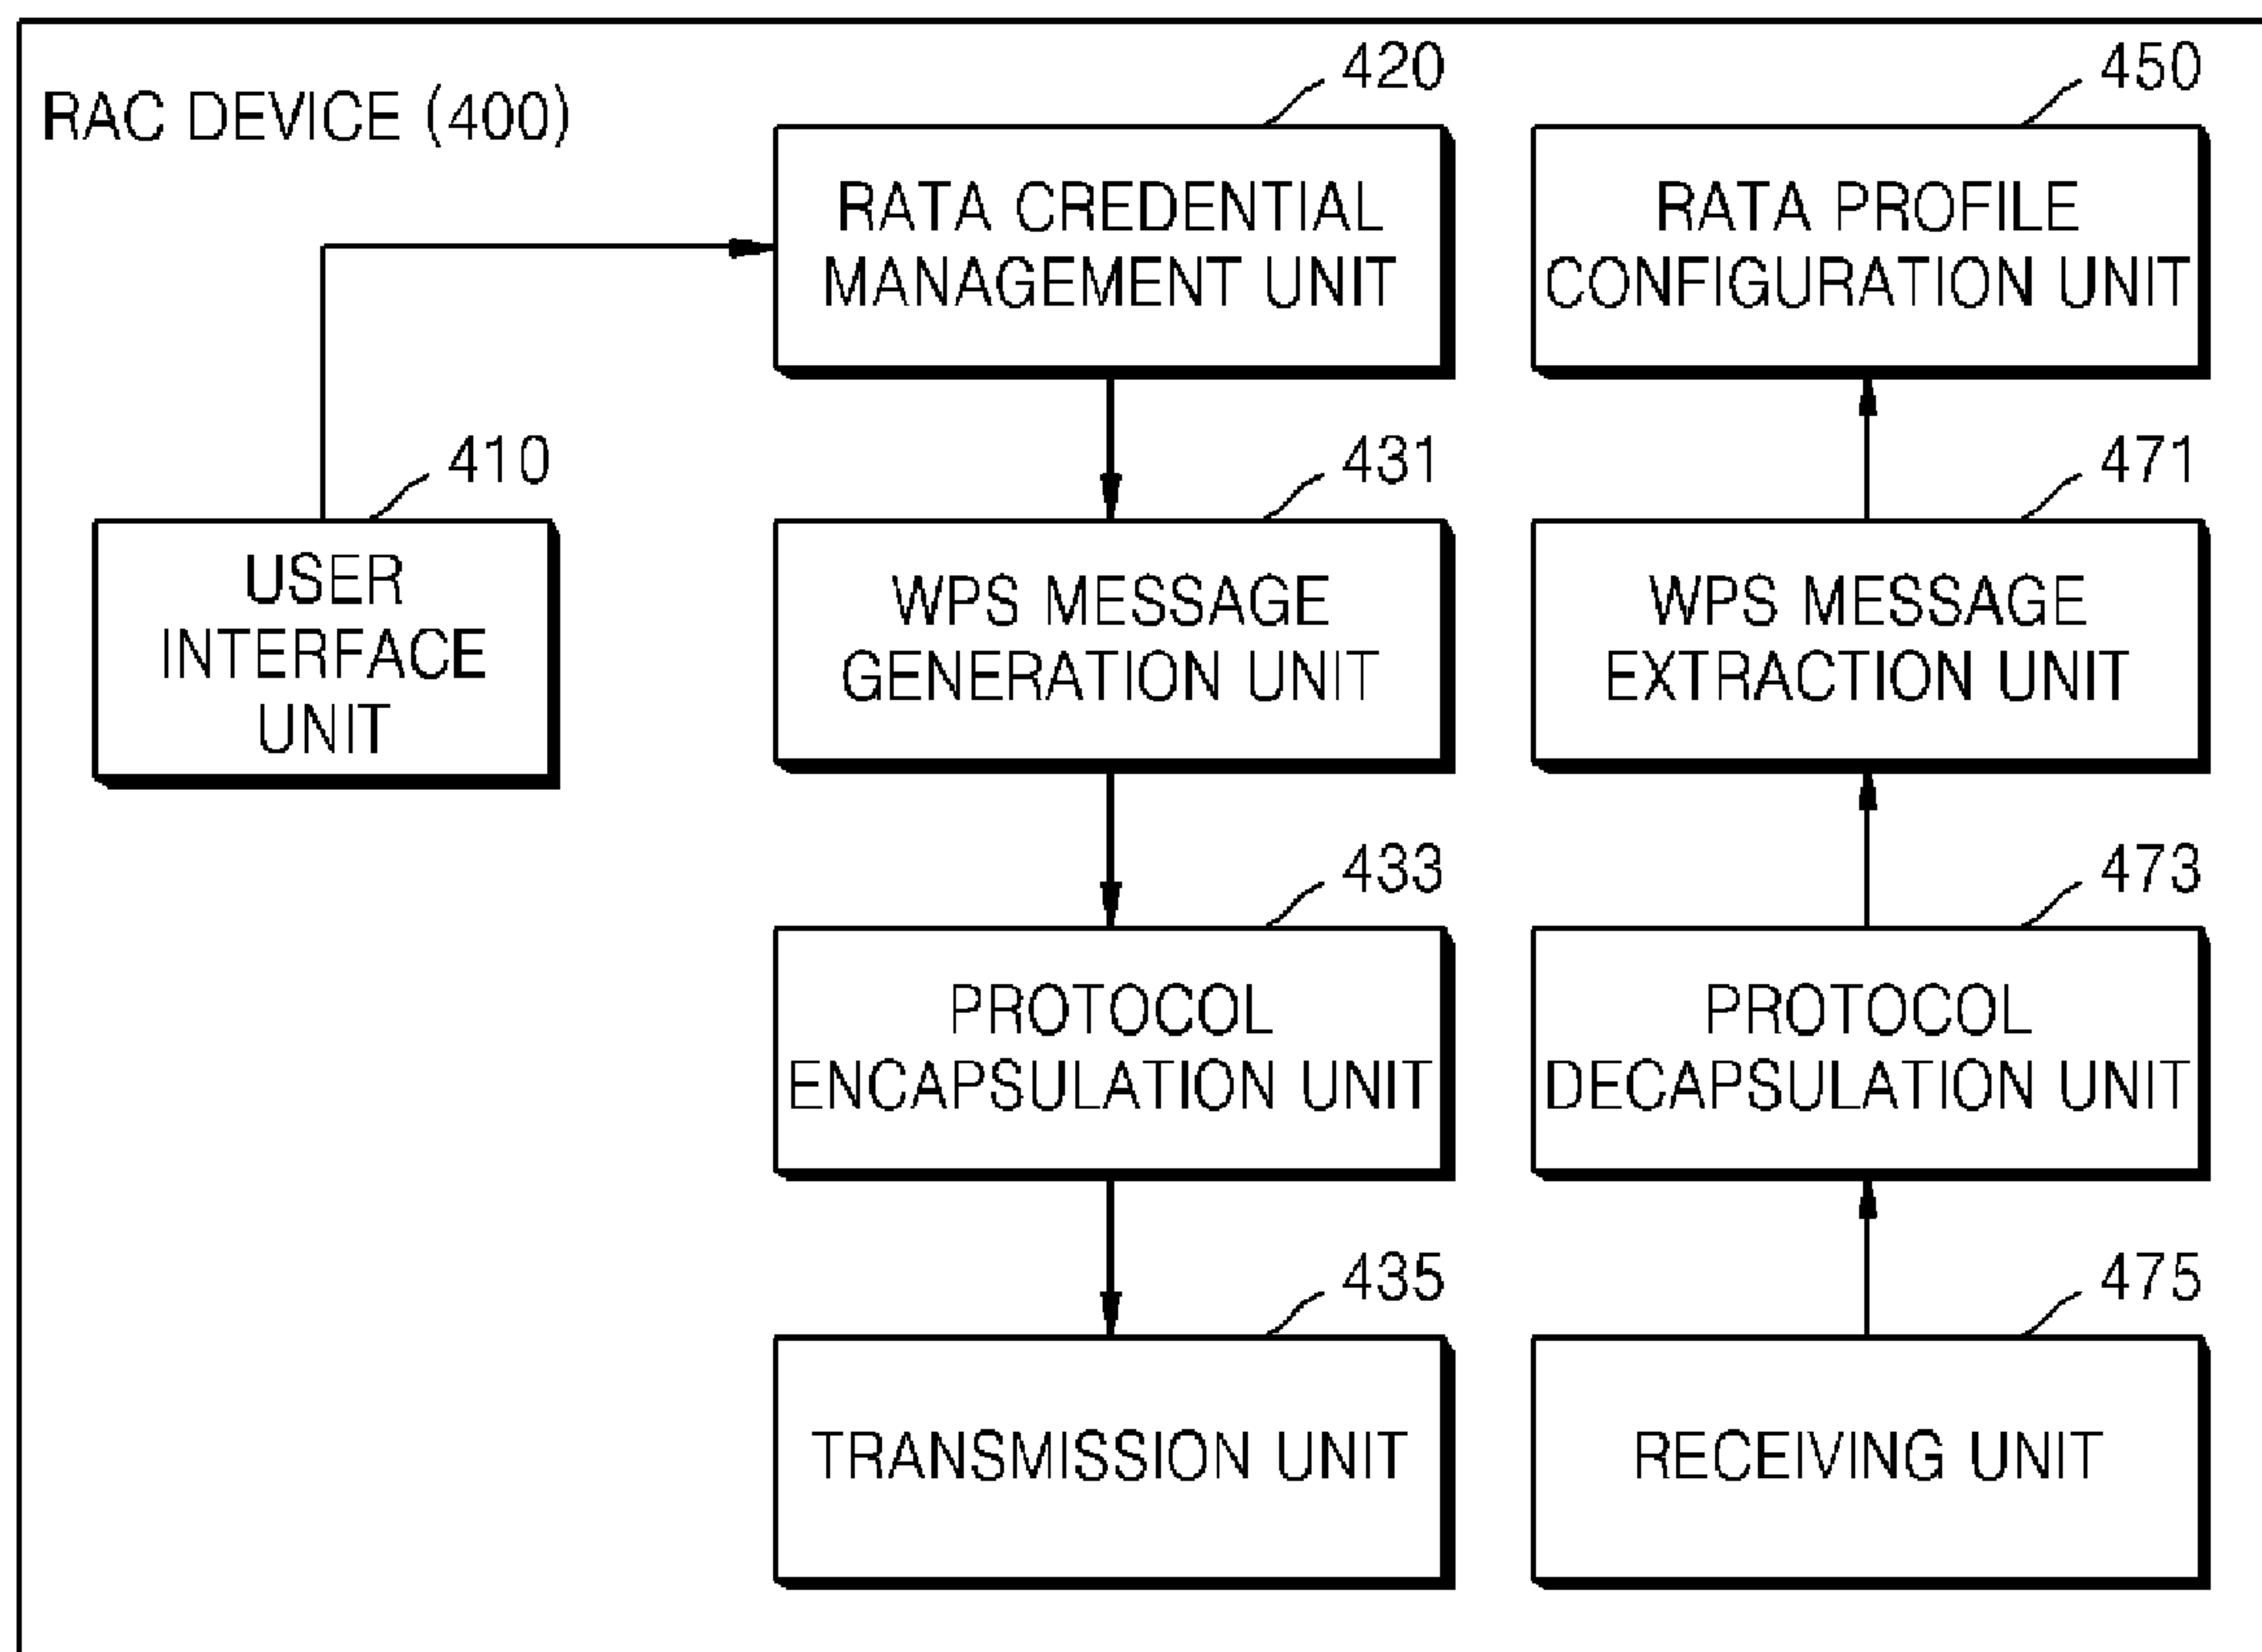 RAC DEVICE (400)
420
RATA CREDENTIAL
MANAGEMENT UNIT
450
RATA PROFILE
CONFIGURATION UNIT
410
USER
INTERFACE
UNIT
431
WPS MESSAGE
GENERATION UNIT
471
WPS MESSAGE
EXTRACTION UNIT
433
PROTOCOL
ENCAPSULATION UNIT
473
PROTOCOL
DECAPSULATION UNIT
435
TRANSMISSION UNIT
475
RECEIVING UNIT